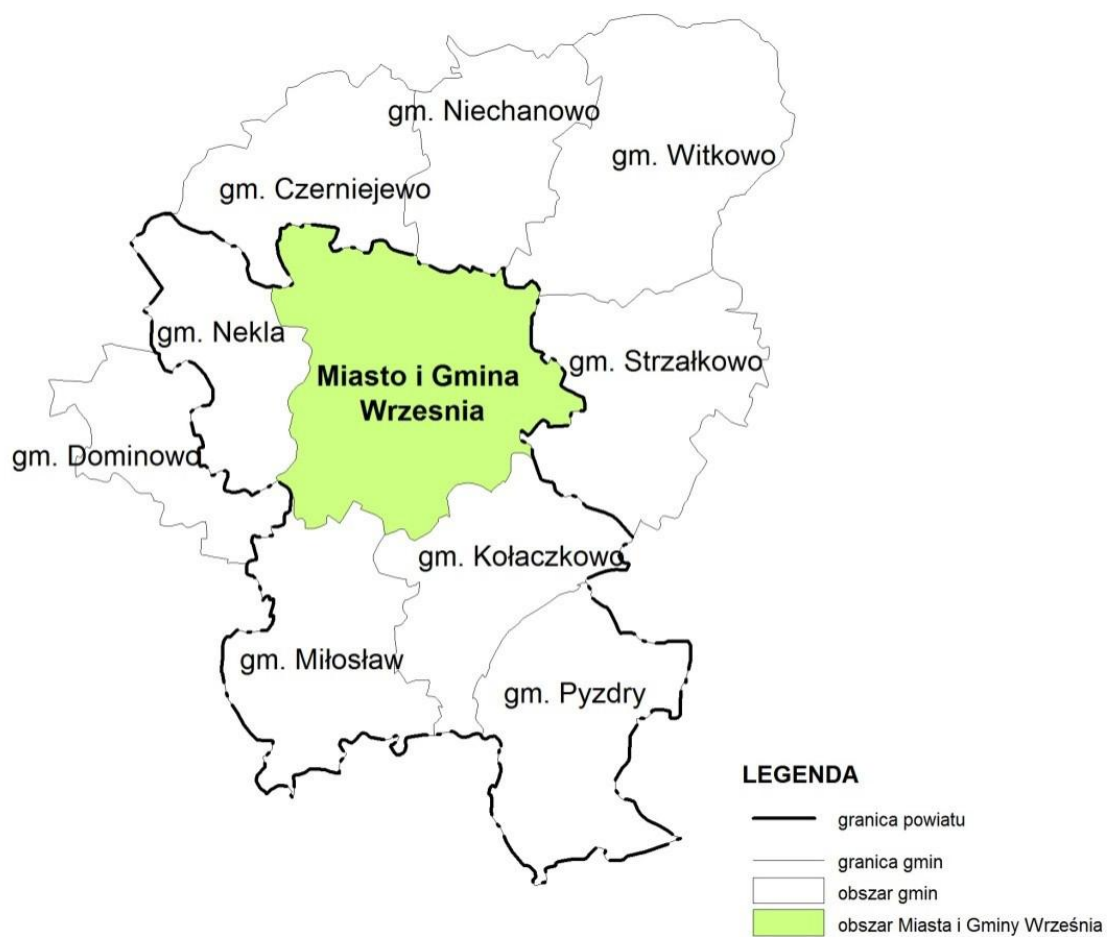 gm. Niechanowo
gm. Witkowo
gm. Czerniejewo
gm. Nekla
gm. Strzałkowo
Miasto i Gmina
Wrzesnia
gm. Dominowo
gm. Kołaczkowo
gm. Miłosław
gm. Pyzdry
LEGENDA
granica powiatu
granica gmin
obszar gmin
obszar Miasta i Gminy Września